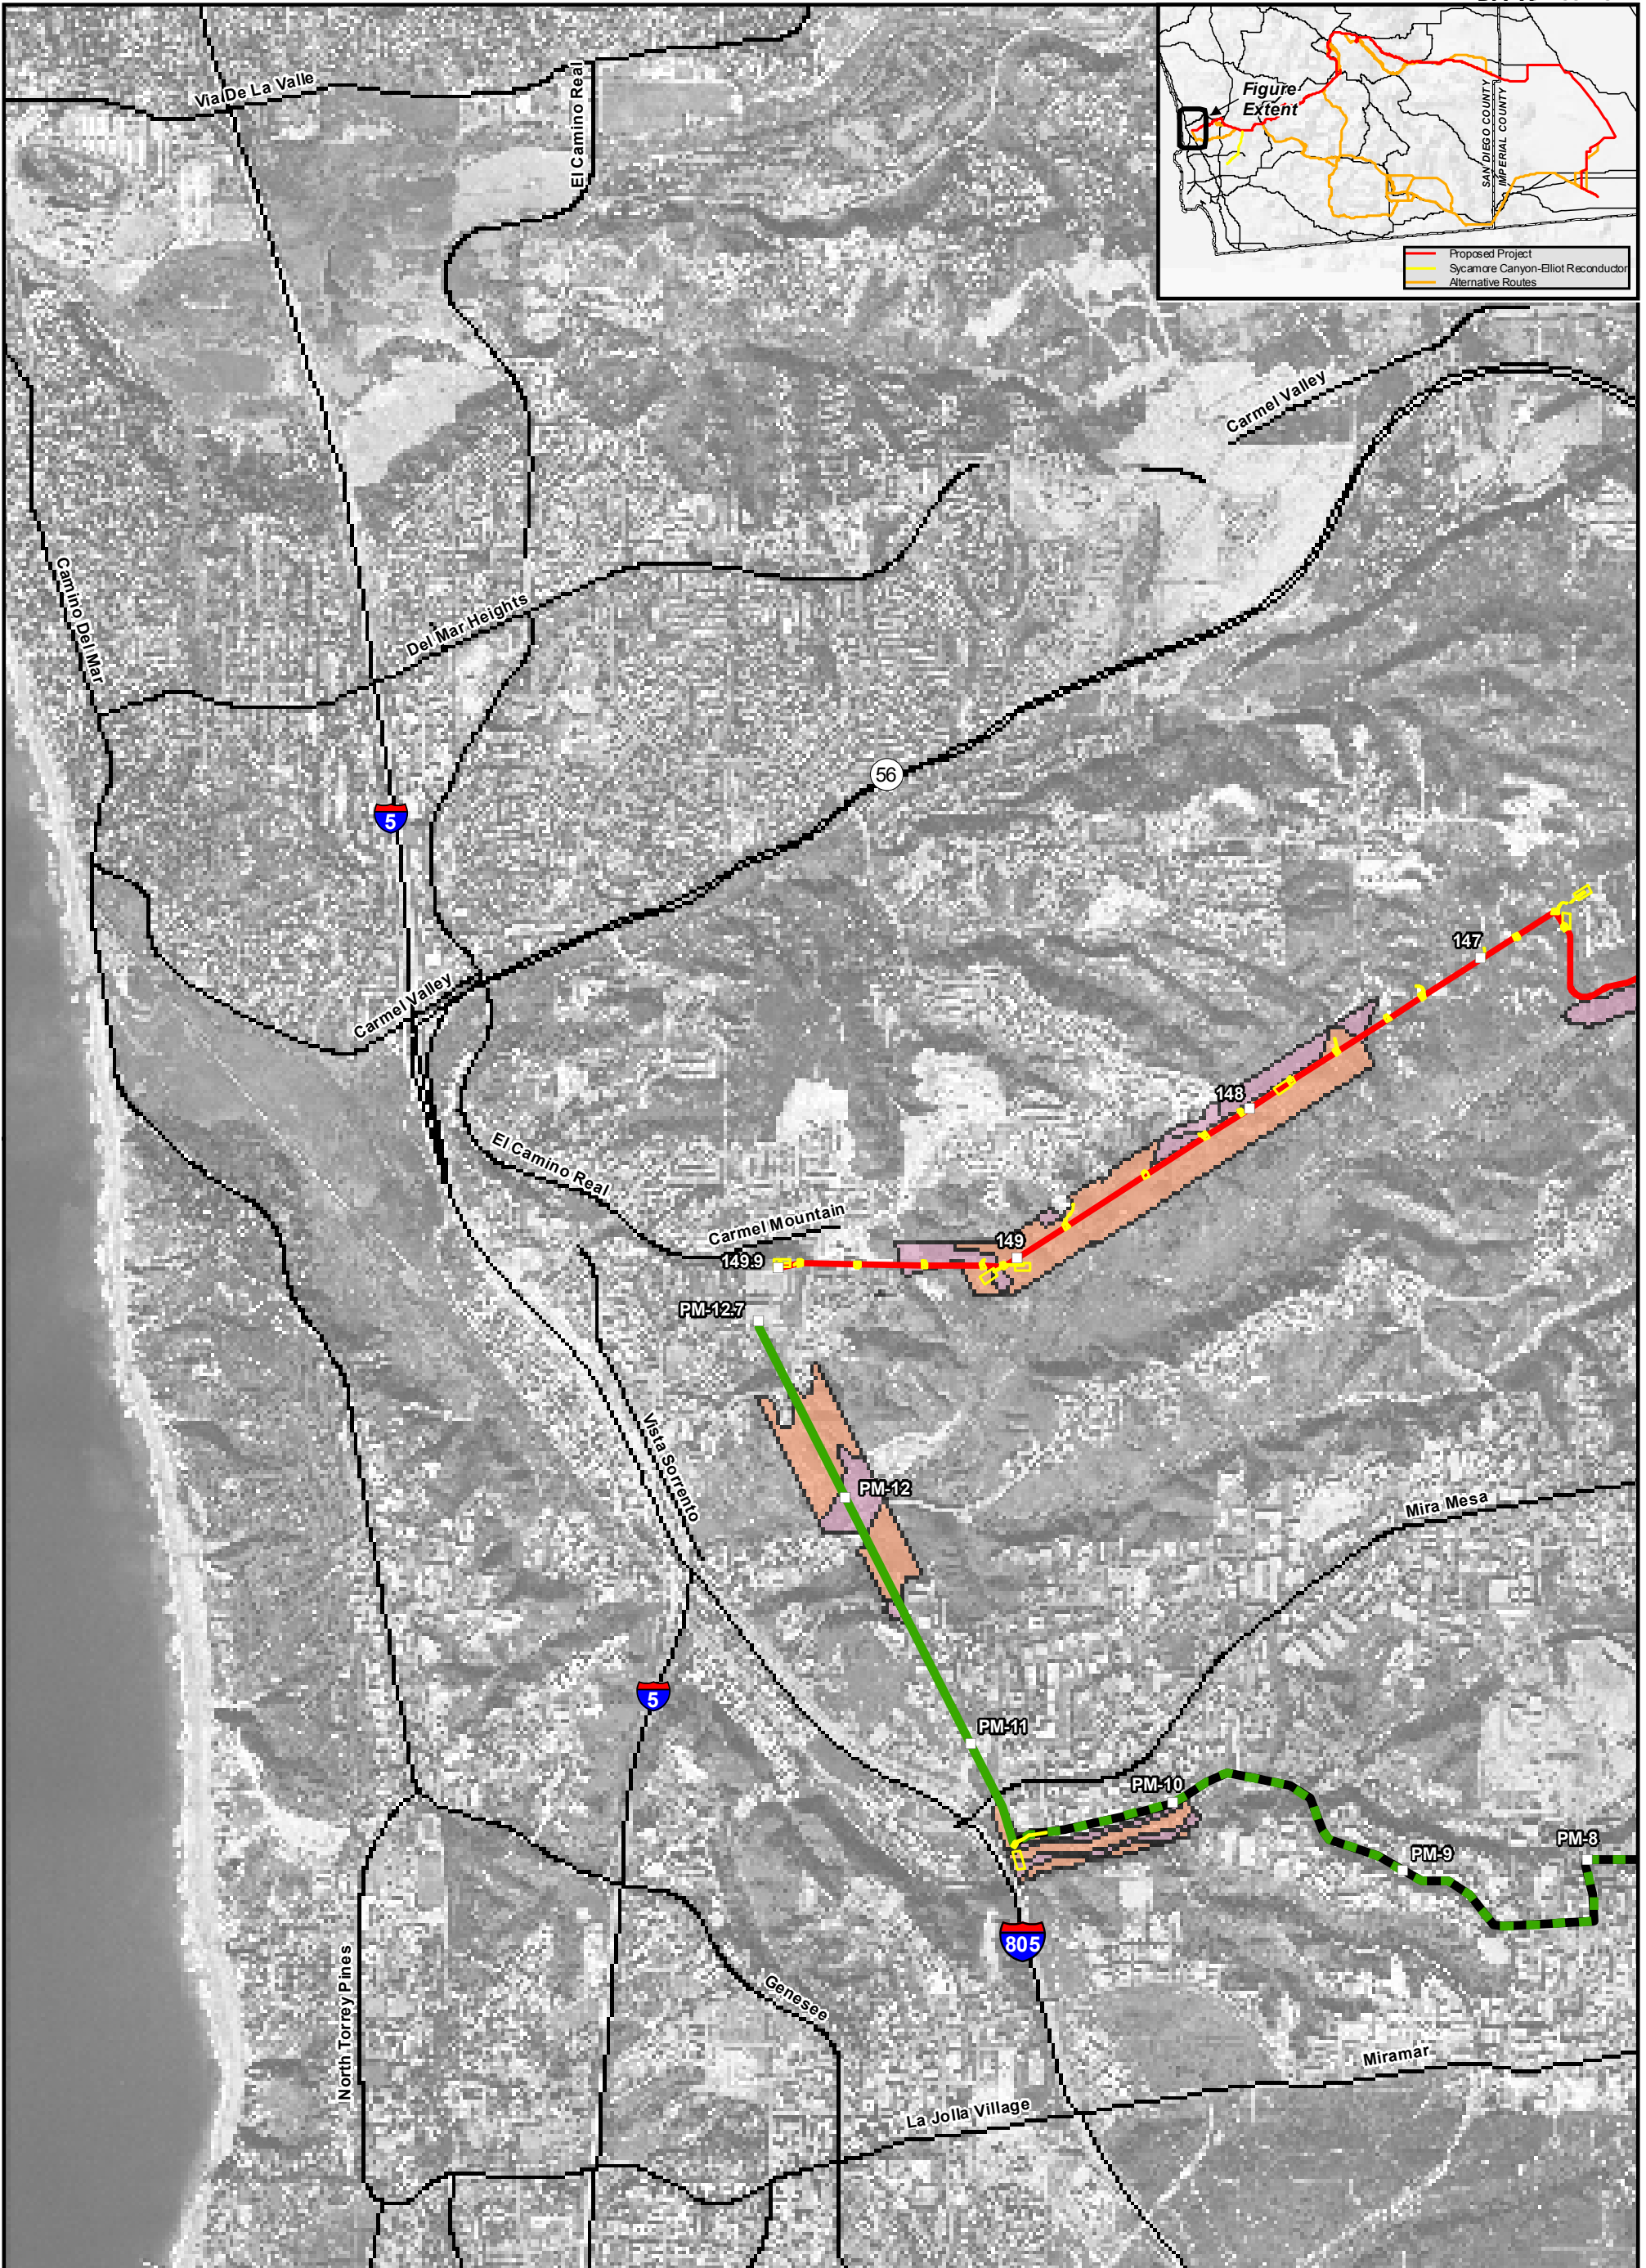 Via De La Valle
El Camino Real
Figure
Extent
SAN DIEGO COUNTY
IMPERIAL COUNTY
Proposed Project
Sycamore Canyon-Elliot Reconductor
Alternative Routes
Carmel Valley
Camino Del Mar
Del Mar Heights
56
5
147
Carmel Valley
148
El Camino Real
Carmel Mountain
149
149.9
PM-12.7
Vista Sorrento
PM-12
Mira Mesa
5
PM-11
PM-10
PM-9
PM-8
805
North Torrey Pines
Genesee
Miramar
La Jolla Village